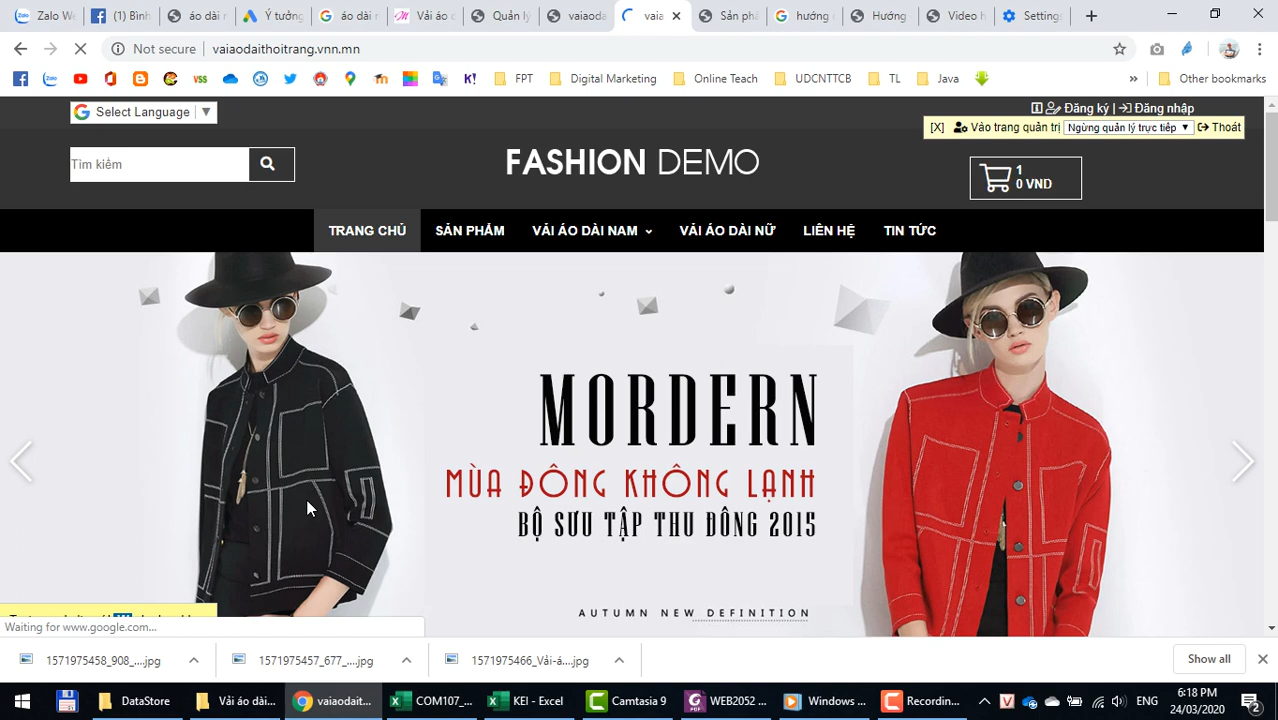 Zalo We
(1) Bình
áo dài r
Ý tưởng
áo dài r
Vải áo d
Quản lý
vaiaoda
vaia
Sản phẩ
hướng
Hướng
Video h
Settings
Not secure
vaiaodaithoitrang.vnn.mn
VSS
K!
FPT
Digital Marketing
Online Teach
UDCNTTCB
TL
Java
»
Other bookmarks
Select Language ▼
Đăng ký | Đăng nhập
[X] Vào trang quản trị Ngừng quản lý trực tiếp ▼ Thoát
Tìm kiếm
FASHION DEMO
1
0 VND
TRANG CHỦ
SẢN PHẨM
VẢI ÁO DÀI NAM
VẢI ÁO DÀI NỮ
LIÊN HỆ
TIN TỨC
MORDERN
MÙA ĐÔNG KHÔNG LẠNH
BỘ SƯU TẬP THU ĐÔNG 2015
AUTUMN NEW DEFINITION
Waiting for www.google.com...
1571975458_908_....jpg
1571975457_677_....jpg
1571975466_Vải-á....jpg
Show all
DataStore
Vải áo dài...
vaiaodait...
COM107_...
KEI - Excel
Camtasia 9
WEB2052 ...
Windows ...
Recordin...
ENG
6:18 PM
24/03/2020
2